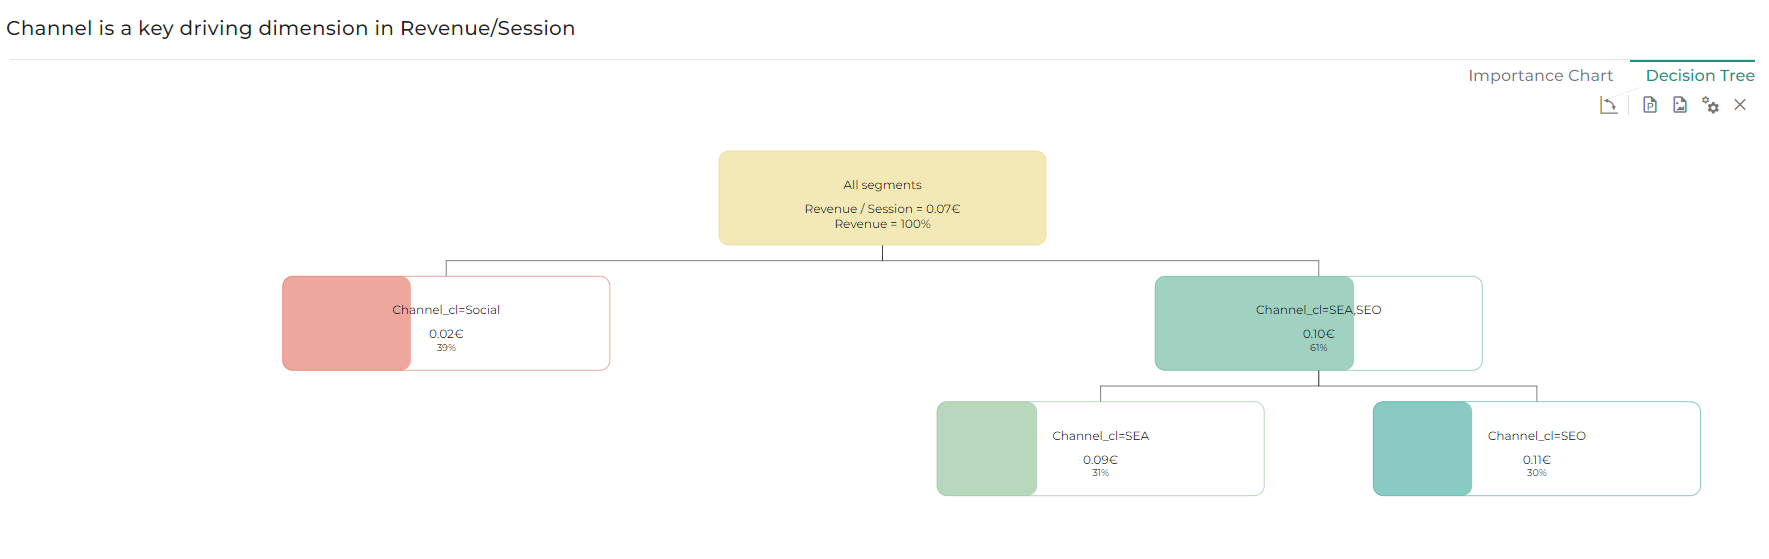 Channel is a key driving dimension in Revenue/Session
Importance Chart
Decision Tree
All segments
Revenue / Session = 0.07€
Revenue = 100%
Channel_cl=Social
0.02€
39%
Channel_cl=SEA,SEO
0.10€
61%
Channel_cl=SEA
0.09€
31%
Channel_cl=SEO
0.11€
30%